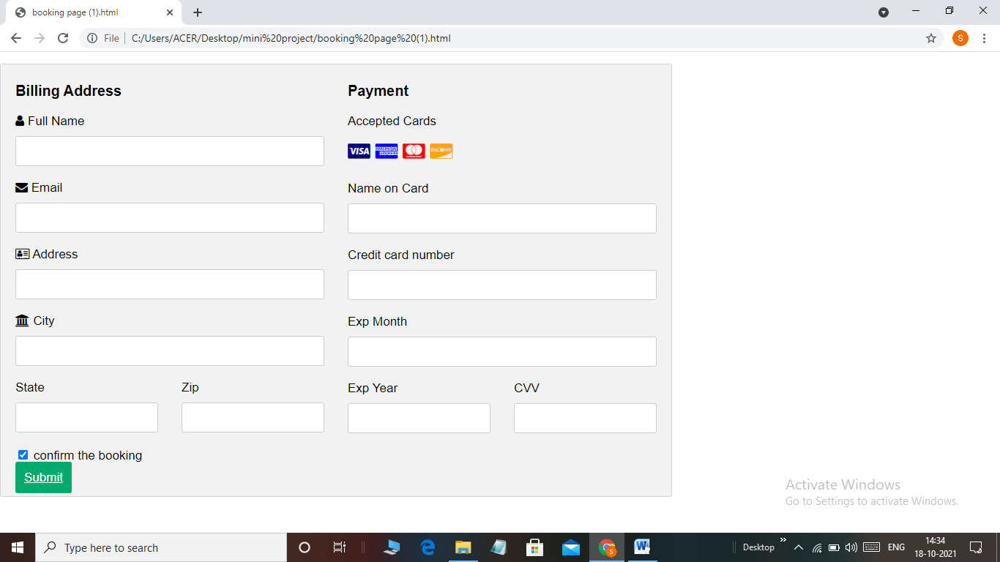 booking page (1).html
File C:/Users/ACER/Desktop/mini%20project/booking%20page%20(1).html
S
Billing Address
Full Name
Email
Address
City
State Zip
confirm the booking
Submit
Payment
Accepted Cards
VISA AMERICAN EXPRESS mastercard DISCOVER
Name on Card
Credit card number
Exp Month
Exp Year CVV
Activate Windows
Go to Settings to activate Windows.
Type here to search
S
W
Desktop
ENG
14:34
18-10-2021